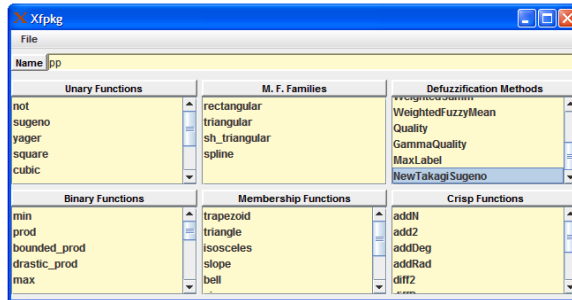 Xfpkg
File
Name pp
Unary Functions
not
sugeno
yager
square
cubic
M. F. Families
rectangular
triangular
sh_triangular
spline
Defuzzification Methods
WeightedFuzzyMean
Quality
GammaQuality
MaxLabel
NewTakagiSugeno
Binary Functions
min
prod
bounded_prod
drastic_prod
max
Membership Functions
trapezoid
triangle
isosceles
slope
bell
Crisp Functions
addN
add2
addDeg
addRad
diff2